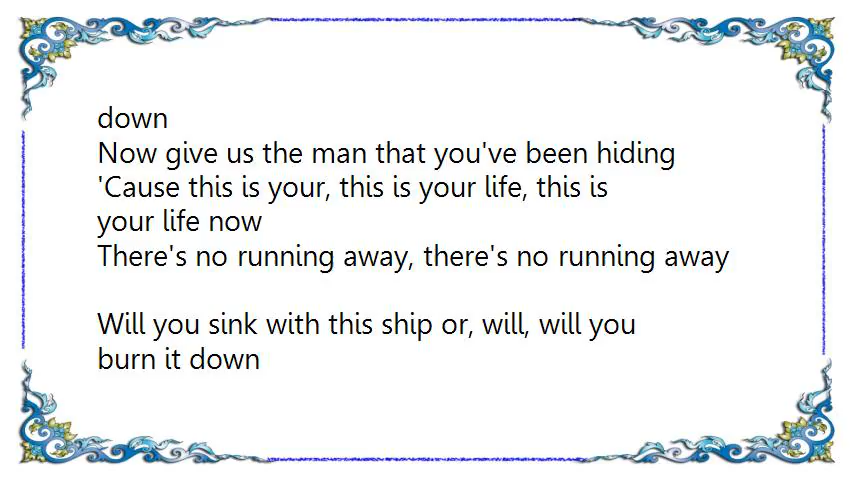 down
Now give us the man that you've been hiding
'Cause this is your, this is your life, this is
your life now
There's no running away, there's no running away
Will you sink with this ship or, will, will you
burn it down